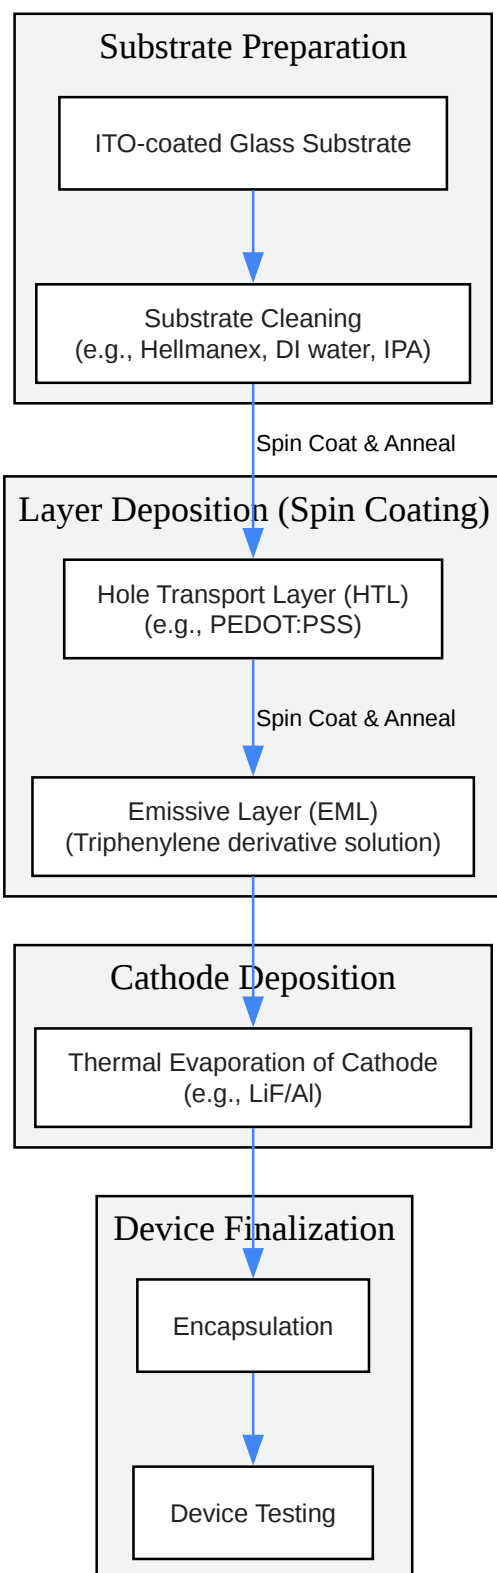 Substrate Preparation
ITO-coated Glass Substrate
Substrate Cleaning
(e.g., Hellmanex, DI water, IPA)
Spin Coat & Anneal
Layer Deposition (Spin Coating)
Hole Transport Layer (HTL)
(e.g., PEDOT:PSS)
Spin Coat & Anneal
Emissive Layer (EML)
(Triphenylene derivative solution)
Cathode Deposition
Thermal Evaporation of Cathode
(e.g., LiF/Al)
Device Finalization
Encapsulation
Device Testing